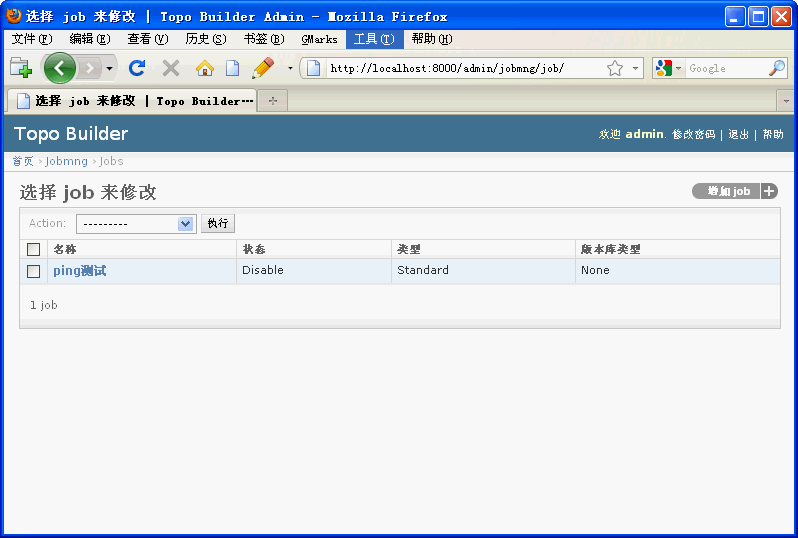 选择 job 来修改 | Topo Builder Admin - Mozilla Firefox
文件(F) 编辑(E) 查看(V) 历史(S) 书签(B) GMarks 工具(T) 帮助(H)
http://localhost:8000/admin/jobmng/job/ Google
选择 job 来修改 | Topo Builder...
Topo Builder 欢迎 admin. 修改密码 | 退出 | 帮助
首页 › Jobmng › Jobs
选择 job 来修改 增加 job +
Action: --------- 执行
名称 状态 类型 版本库类型
ping测试 Disable Standard None
1 job